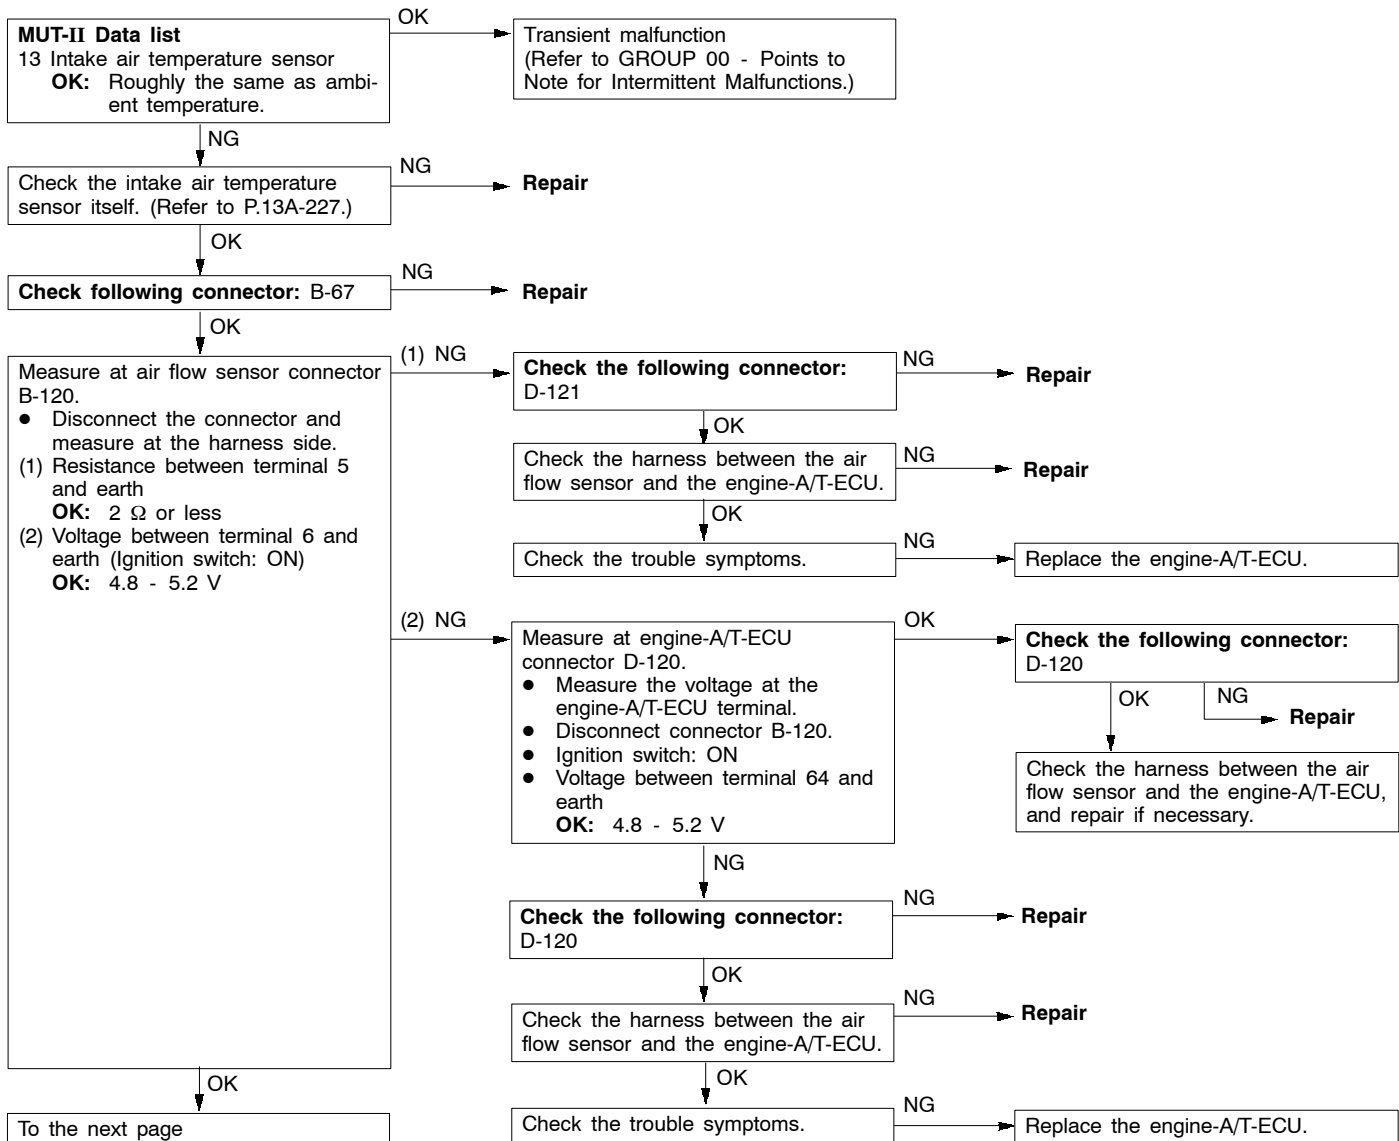 MUT-II Data list
13 Intake air temperature sensor
OK: Roughly the same as ambi-
ent temperature.
OK
Transient malfunction
(Refer to GROUP 00 - Points to
Note for Intermittent Malfunctions.)
NG
Check the intake air temperature
sensor itself. (Refer to P.13A-227.)
NG
Repair
OK
Check following connector: B-67
NG
Repair
OK
Measure at air flow sensor connector
B-120.
● Disconnect the connector and
measure at the harness side.
(1) Resistance between terminal 5
and earth
OK: 2 Ω or less
(2) Voltage between terminal 6 and
earth (Ignition switch: ON)
OK: 4.8 - 5.2 V
(1) NG
Check the following connector:
D-121
NG
Repair
OK
Check the harness between the air
flow sensor and the engine-A/T-ECU.
NG
Repair
OK
Check the trouble symptoms.
NG
Replace the engine-A/T-ECU.
(2) NG
Measure at engine-A/T-ECU
connector D-120.
● Measure the voltage at the
engine-A/T-ECU terminal.
● Disconnect connector B-120.
● Ignition switch: ON
● Voltage between terminal 64 and
earth
OK: 4.8 - 5.2 V
OK
Check the following connector:
D-120
OK
NG
Repair
Check the harness between the air
flow sensor and the engine-A/T-ECU,
and repair if necessary.
NG
Check the following connector:
D-120
NG
Repair
OK
Check the harness between the air
flow sensor and the engine-A/T-ECU.
NG
Repair
OK
Check the trouble symptoms.
NG
Replace the engine-A/T-ECU.
OK
To the next page